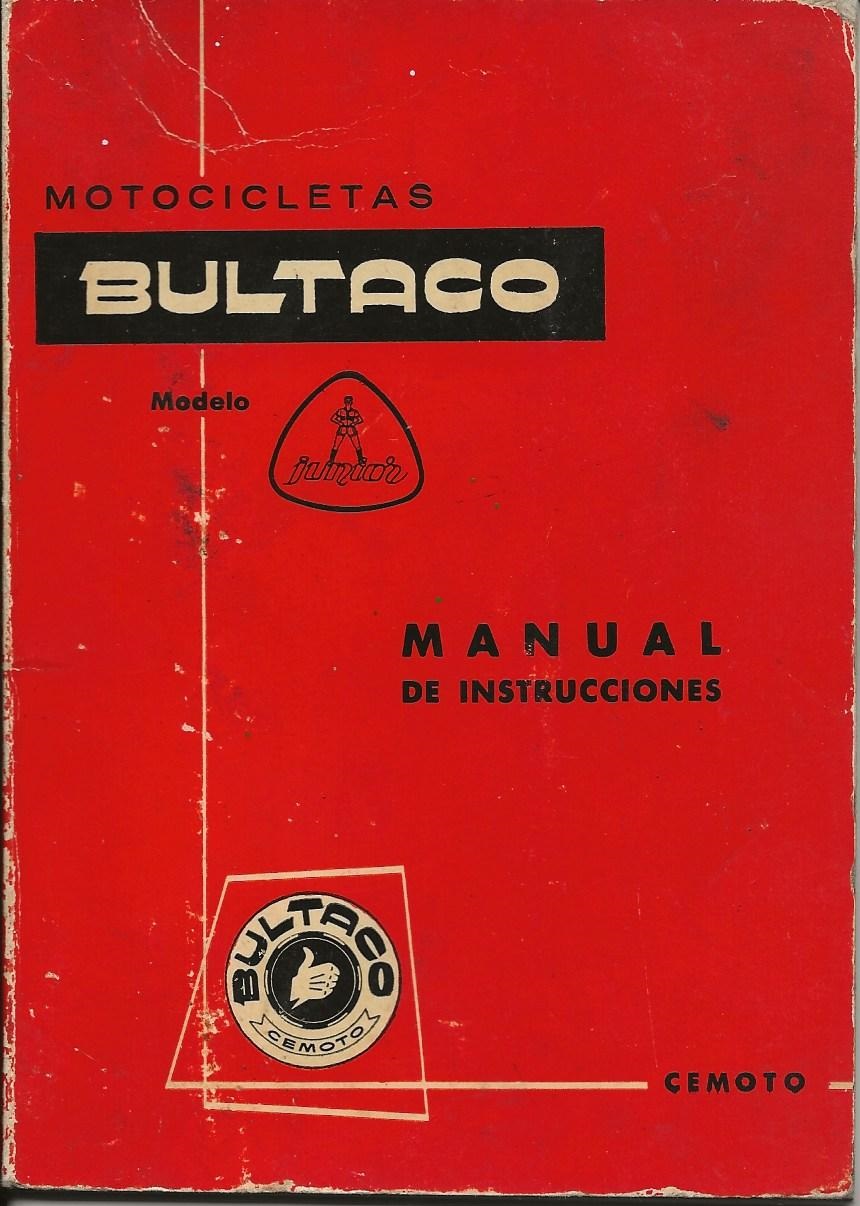 MOTOCICLETAS
BULTACO
Modelo
junior
MANUAL
DE INSTRUCCIONES
BULTACO
CEMOTO
CEMOTO